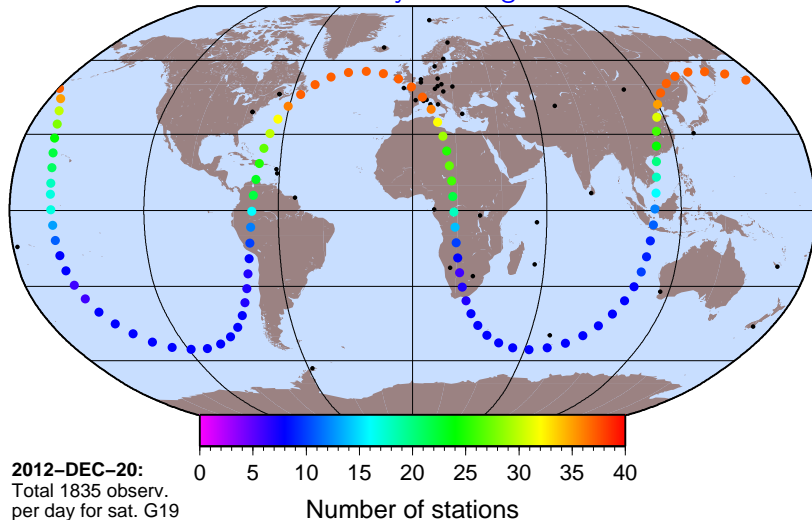 0 5 10 15 20 25 30 35 40
2012–DEC–20:
Total 1835 observ.
per day for sat. G19
Number of stations